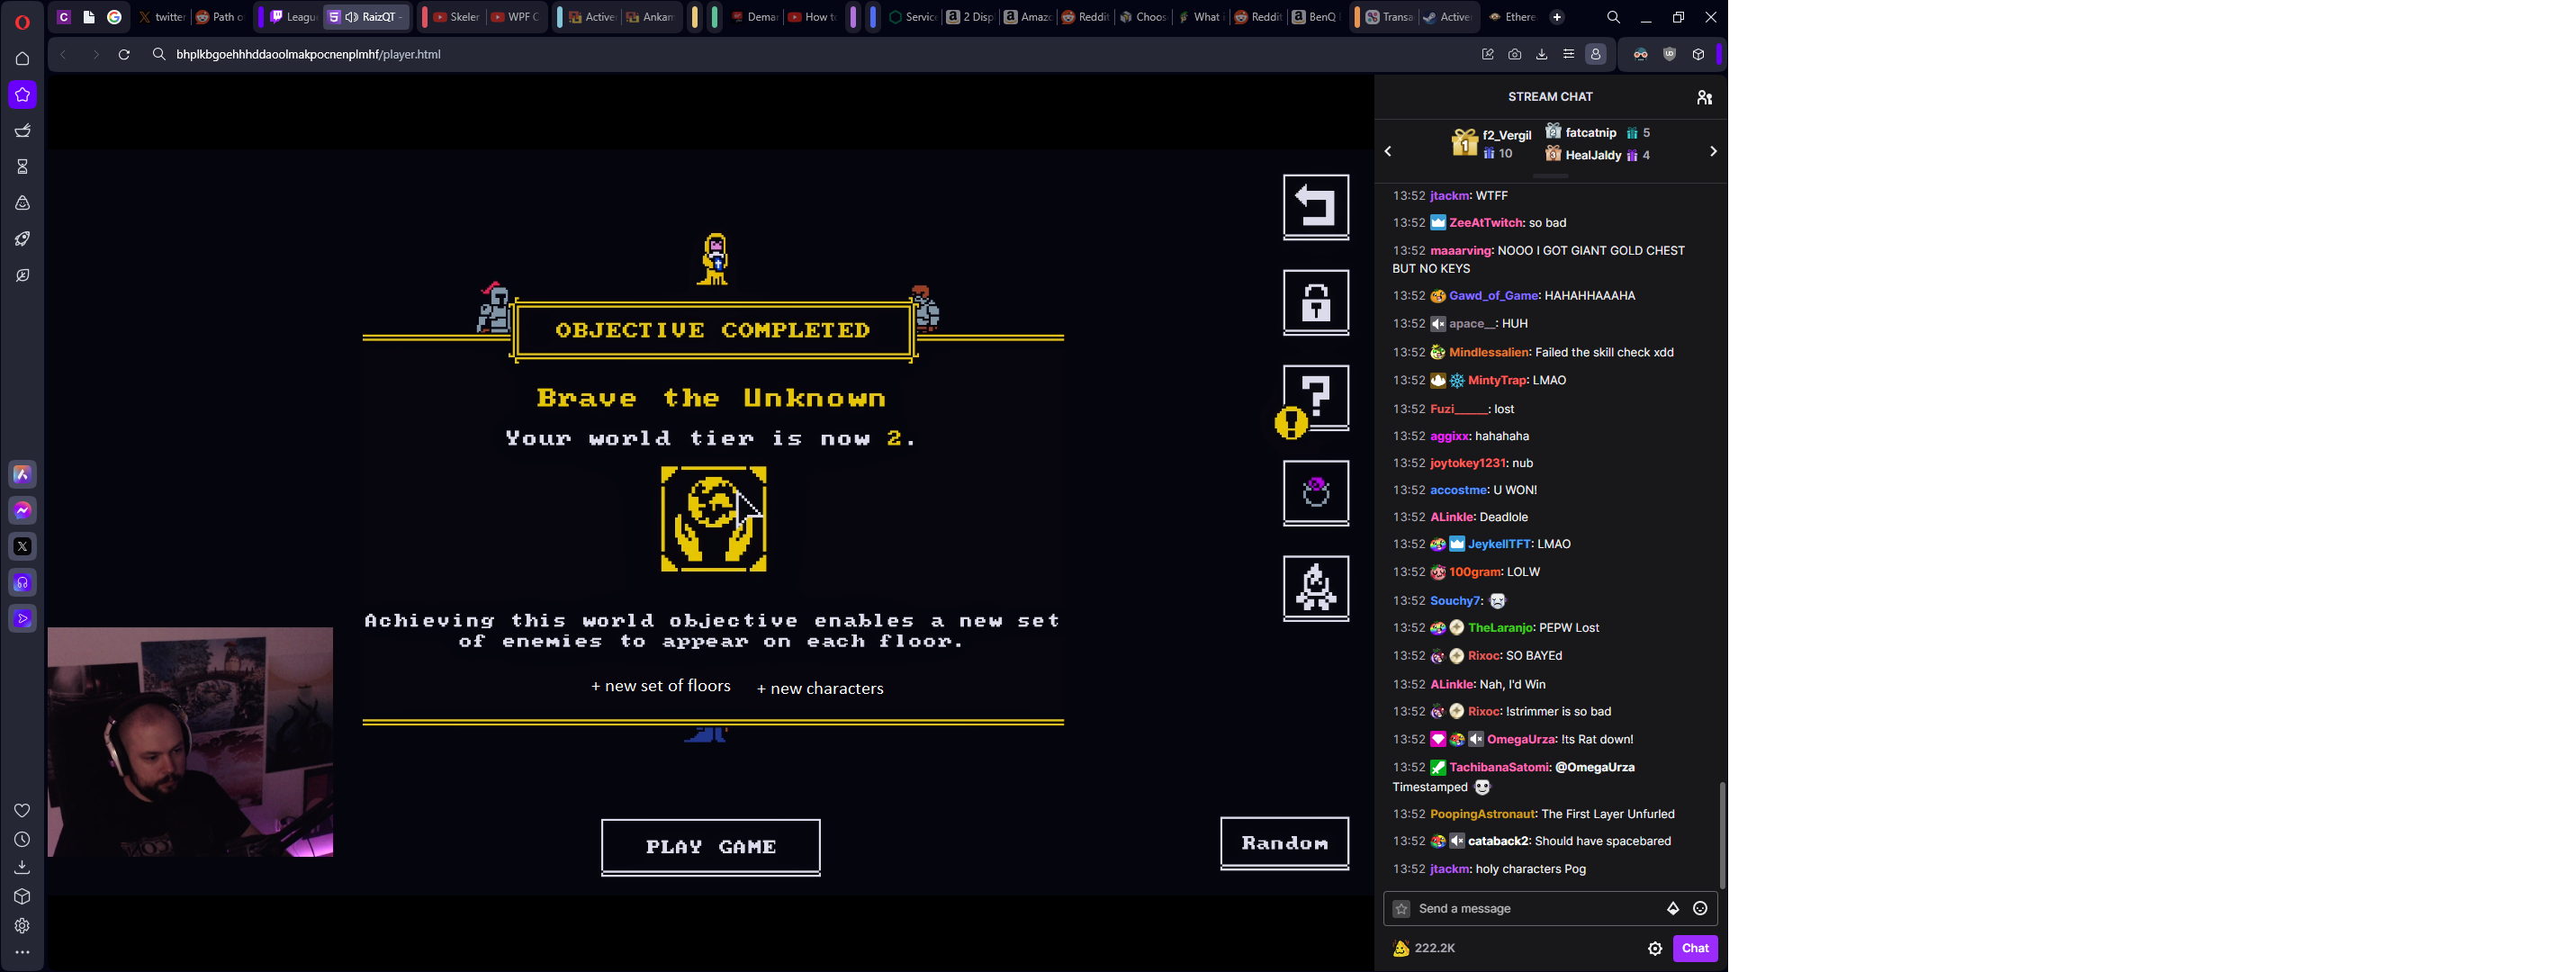 twitter
Path o
Leagu
RaizQT -
Skeler
WPF C
Active
Ankam
Demar
How to
Service
2 Disp
Amazo
Reddit
Choos
What i
Reddit
BenQ
Transa
Active
Ethere
bhplkbgoehhhddaoolmakpocnenplmhf/player.html
OBJECTIVE COMPLETED
Brave the Unknown
Your world tier is now 2.
Achieving this world objective enables a new set
of enemies to appear on each floor.
+ new set of floors + new characters
PLAY GAME
Random
STREAM CHAT
1 f2_Vergil
10
2 fatcatnip 5
3 HealJaldy 4
13:52 jtackm: WTFF
13:52 ZeeAtTwitch: so bad
13:52 maaarving: NOOO I GOT GIANT GOLD CHEST
BUT NO KEYS
13:52 Gawd_of_Game: HAHAHHAAAHA
13:52 apace__: HUH
13:52 Mindlessalien: Failed the skill check xdd
13:52 MintyTrap: LMAO
13:52 Fuzi______: lost
13:52 aggixx: hahahaha
13:52 joytokey1231: nub
13:52 accostme: U WON!
13:52 ALinkle: Deadlole
13:52 JeykellTFT: LMAO
13:52 100gram: LOLW
13:52 Souchy7:
13:52 TheLaranjo: PEPW Lost
13:52 Rixoc: SO BAYEd
13:52 ALinkle: Nah, I'd Win
13:52 Rixoc: !strimmer is so bad
13:52 OmegaUrza: !ts Rat down!
13:52 TachibanaSatomi: @OmegaUrza
Timestamped
13:52 PoopingAstronaut: The First Layer Unfurled
13:52 cataback2: Should have spacebared
13:52 jtackm: holy characters Pog
Send a message
222.2K
Chat